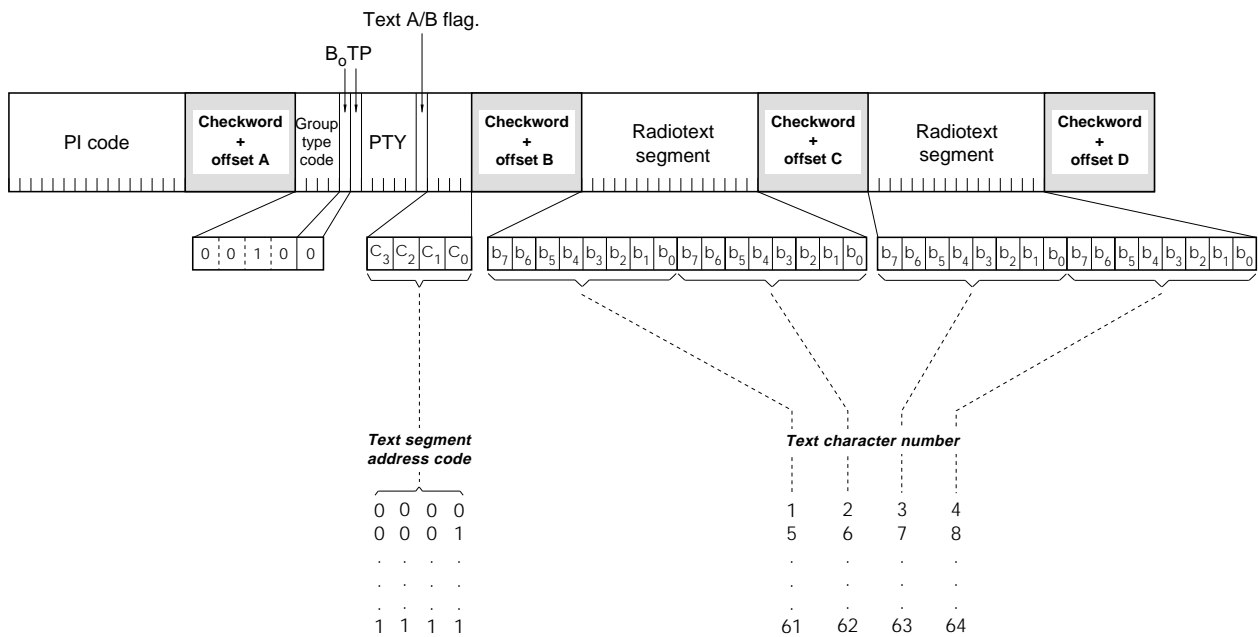 Text A/B flag.
BₒTP
PI code
Checkword
+
offset A
Group
type
code
PTY
Checkword
+
offset B
Radiotext
segment
Checkword
+
offset C
Radiotext
segment
Checkword
+
offset D
0 0 1 0 0
C₃ C₂ C₁ C₀
b₇ b₆ b₅ b₄ b₃ b₂ b₁ b₀ b₇ b₆ b₅ b₄ b₃ b₂ b₁ b₀
b₇ b₆ b₅ b₄ b₃ b₂ b₁ b₀ b₇ b₆ b₅ b₄ b₃ b₂ b₁ b₀
Text segment
address code
Text character number
0 0 0 0 1 2 3 4
0 0 0 1 5 6 7 8
. . . . . . . .
. . . . . . . .
. . . . . . . .
1 1 1 1 61 62 63 64